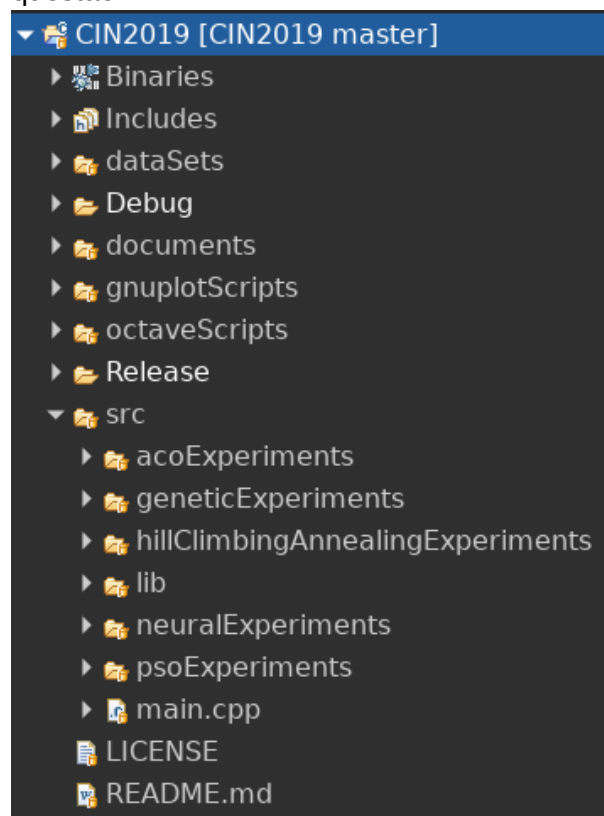 CIN2019 [CIN2019 master]
Binaries
Includes
dataSets
Debug
documents
gnuplotScripts
octaveScripts
Release
src
acoExperiments
geneticExperiments
hillClimbingAnnealingExperiments
lib
neuralExperiments
psoExperiments
main.cpp
LICENSE
README.md